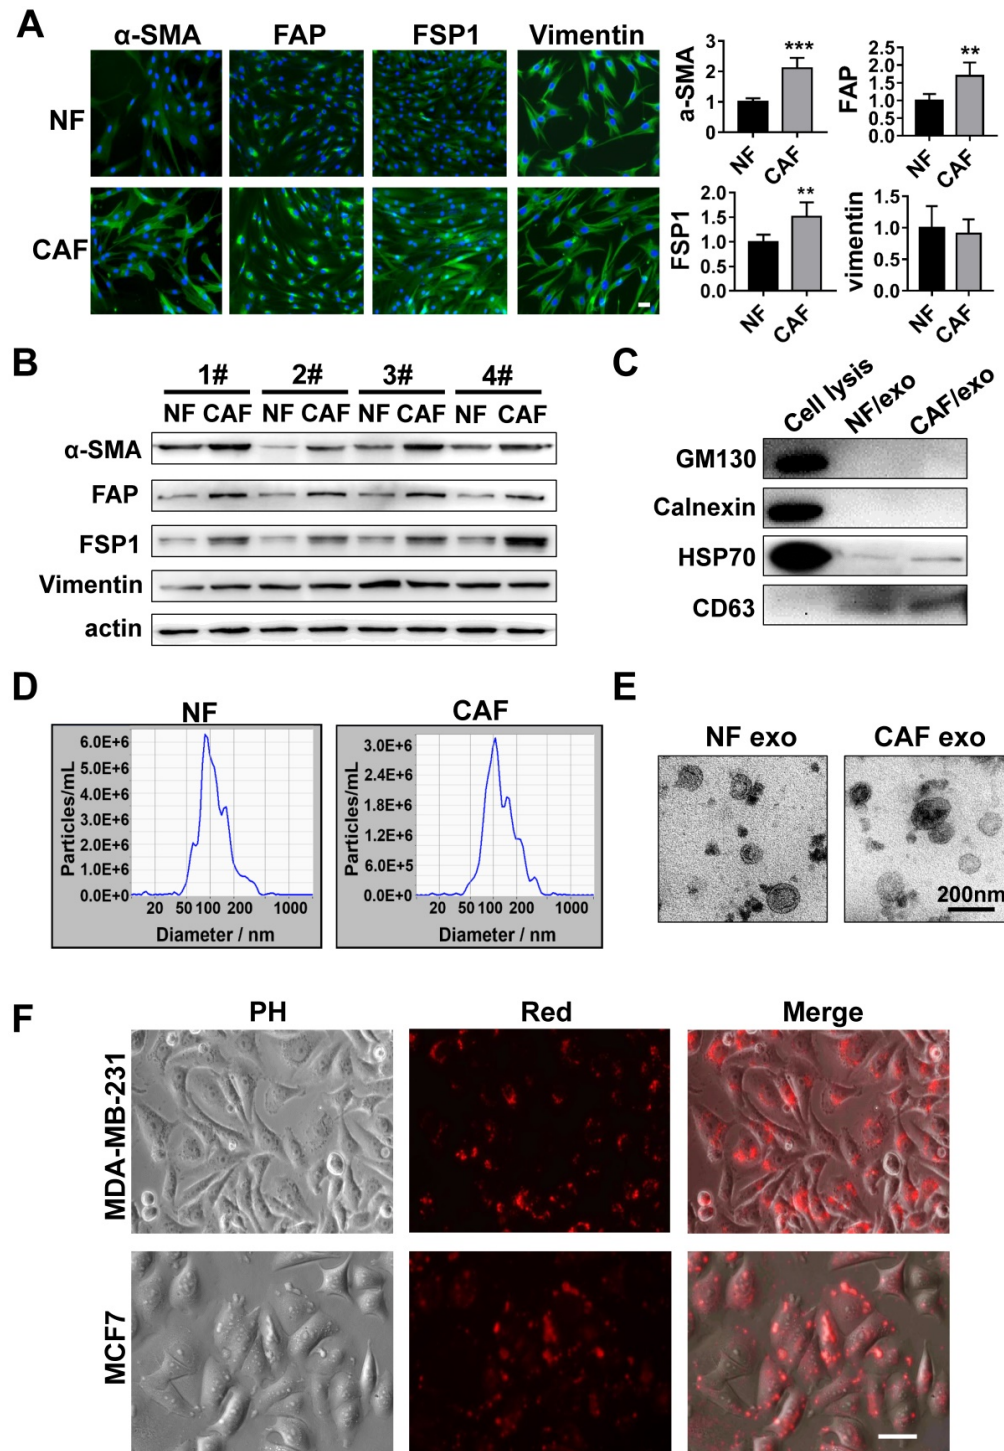 A
α-SMA FAP FSP1 Vimentin
NF
CAF
a-SMA
3
2
1
0
***
NF CAF
FAP
2.5
2.0
1.5
1.0
0.5
0.0
**
NF CAF
FSP1
2.0
1.5
1.0
0.5
0.0
**
NF CAF
vimentin
1.5
1.0
0.5
0.0
NF CAF
B
1# 2# 3# 4#
NF CAF NF CAF NF CAF NF CAF
α-SMA
FAP
FSP1
Vimentin
actin
C
Cell lysis NF/exo CAF/exo
GM130
Calnexin
HSP70
CD63
D
NF
Particles/mL
6.0E+6
5.0E+6
4.0E+6
3.0E+6
2.0E+6
1.0E+6
0.0E+0
20 50 100 200 1000
Diameter / nm
CAF
Particles/mL
3.0E+6
2.4E+6
1.8E+6
1.2E+6
6.0E+5
0.0E+0
20 50 100 200 1000
Diameter / nm
E
NF exo CAF exo
200nm
F
PH Red Merge
MDA-MB-231
MCF7